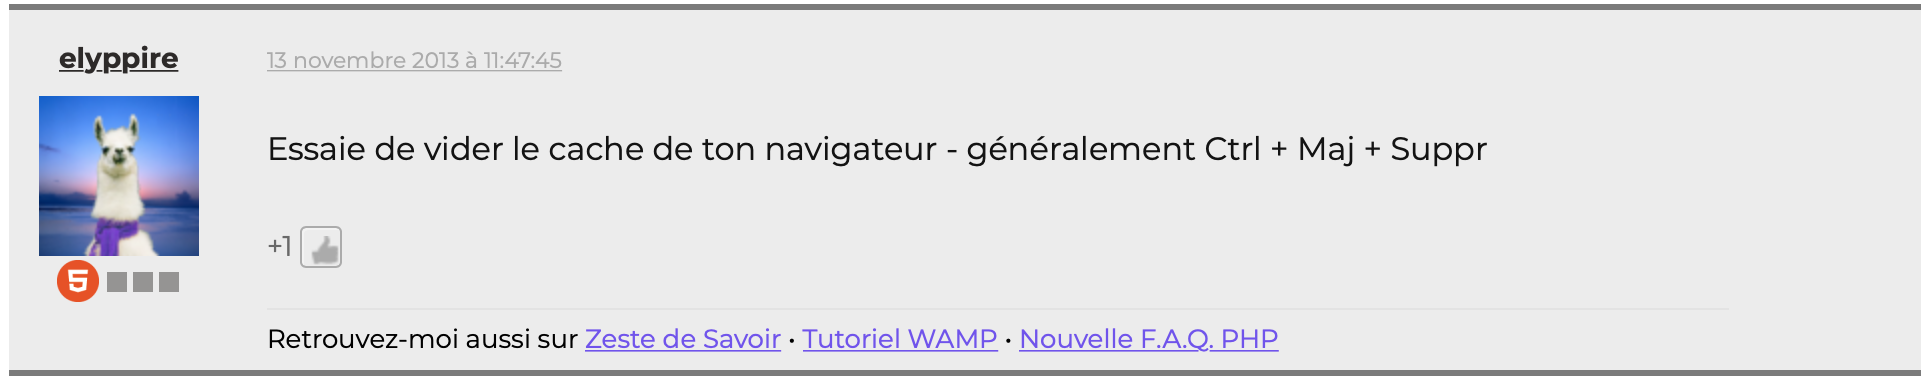 elyppire
13 novembre 2013 à 11:47:45
Essaie de vider le cache de ton navigateur - généralement Ctrl + Maj + Suppr
+1
5
Retrouvez-moi aussi sur Zeste de Savoir • Tutoriel WAMP • Nouvelle F.A.Q. PHP